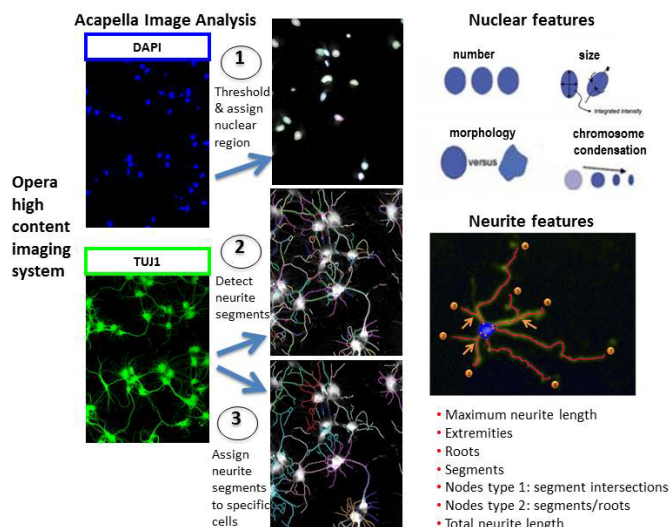 Acapella Image Analysis
DAPI
1
Threshold
& assign
nuclear
region
Opera
high
content
imaging
system
TUJ1
2
Detect
neurite
segments
3
Assign
neurite
segments
to specific
cells
Nuclear features
number
size
Integrated intensity
morphology
versus
chromosome
condensation
Neurite features
• Maximum neurite length
• Extremities
• Roots
• Segments
• Nodes type 1: segment intersections
• Nodes type 2: segments/roots
• Total neurite length